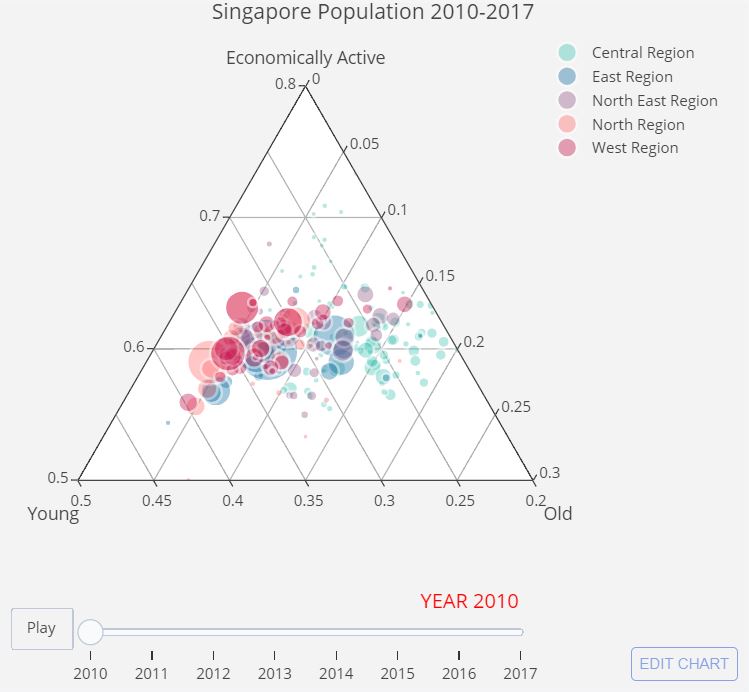 Singapore Population 2010-2017
Economically Active
Central Region
East Region
North East Region
North Region
West Region
0.8
0
0.05
0.7
0.1
0.15
0.6
0.2
0.25
0.5
0.3
0.5
0.45
0.4
0.35
0.3
0.25
0.2
Young
Old
YEAR 2010
Play
2010
2011
2012
2013
2014
2015
2016
2017
EDIT CHART